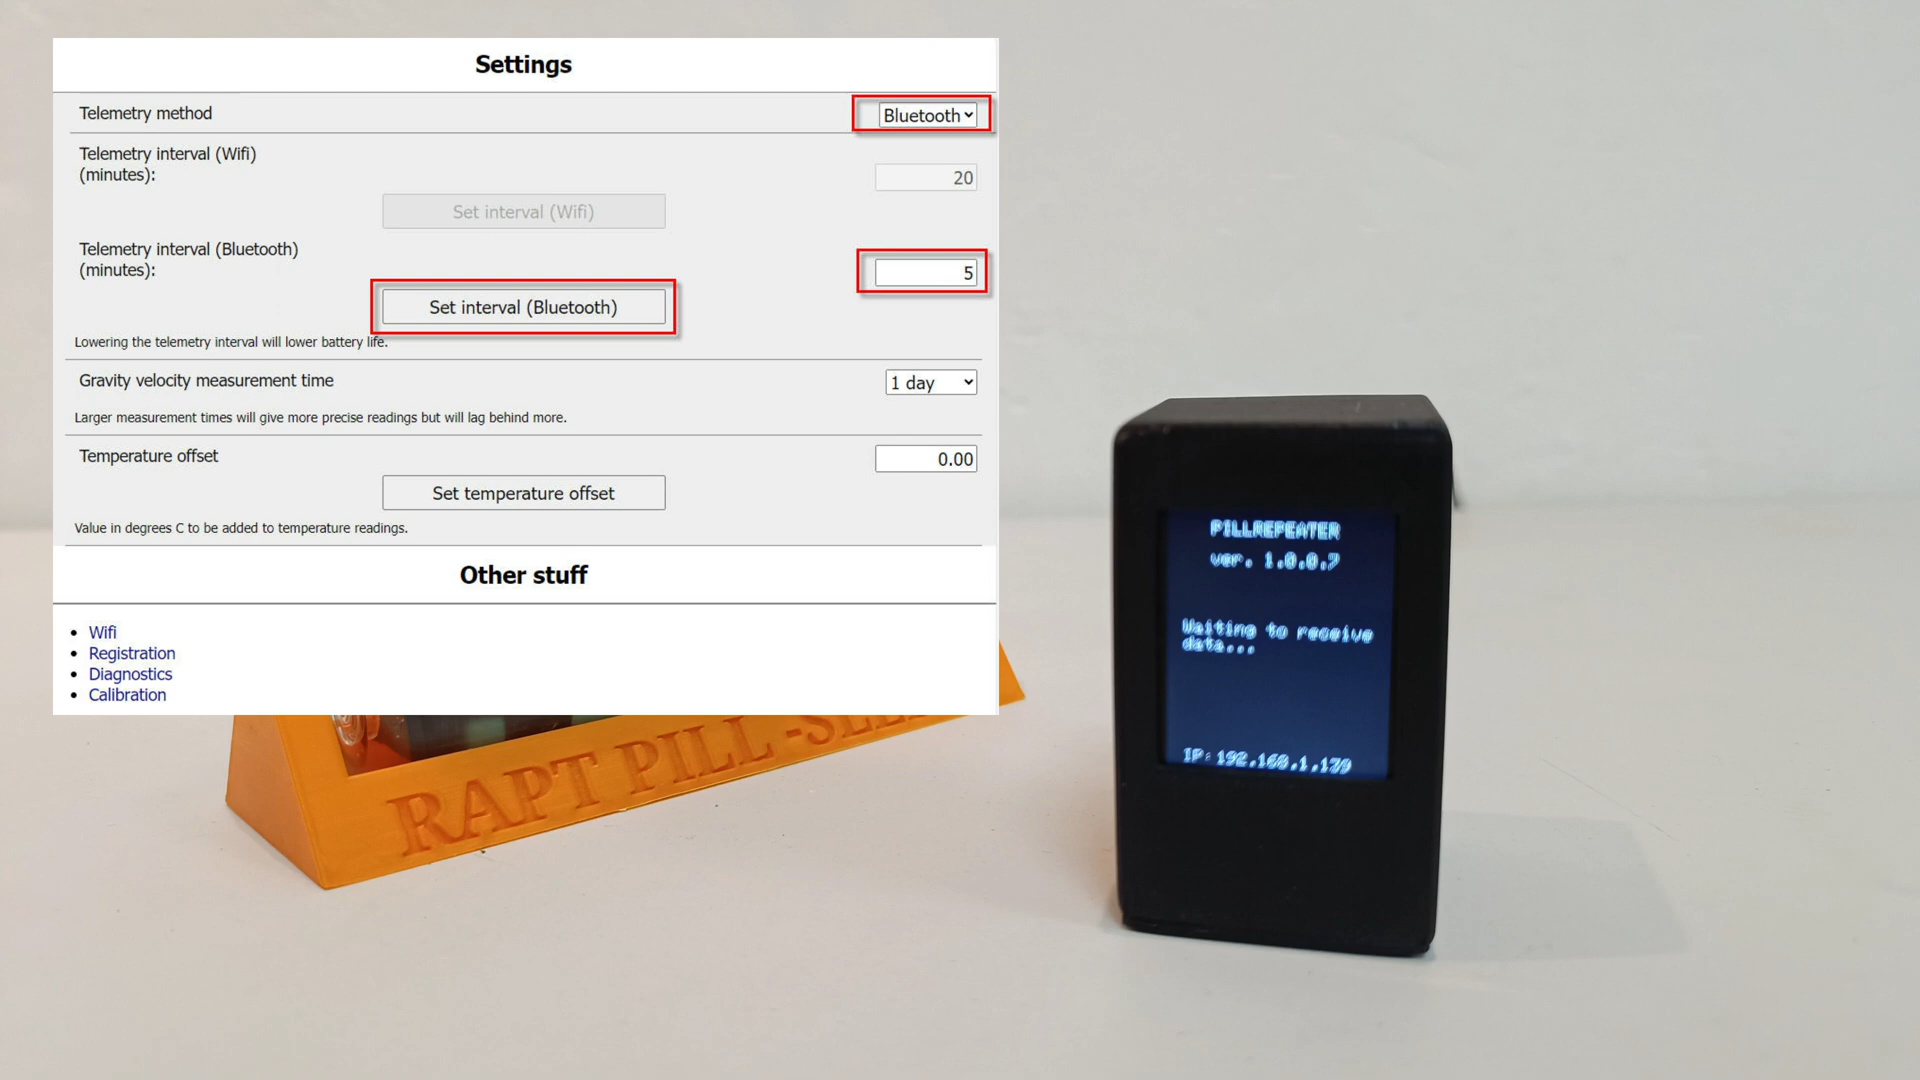 Settings
Telemetry method
Bluetooth
Telemetry interval (Wifi)
(minutes):
20
Set interval (Wifi)
Telemetry interval (Bluetooth)
(minutes):
5
Set interval (Bluetooth)
Lowering the telemetry interval will lower battery life.
Gravity velocity measurement time
1 day
Larger measurement times will give more precise readings but will lag behind more.
Temperature offset
0.00
Set temperature offset
Value in degrees C to be added to temperature readings.
Other stuff
Wifi
Registration
Diagnostics
Calibration
RAPT PILL
PILLREPEATER
ver. 1.0.0.7
Waiting to receive
data...
IP: 192.168.1.179